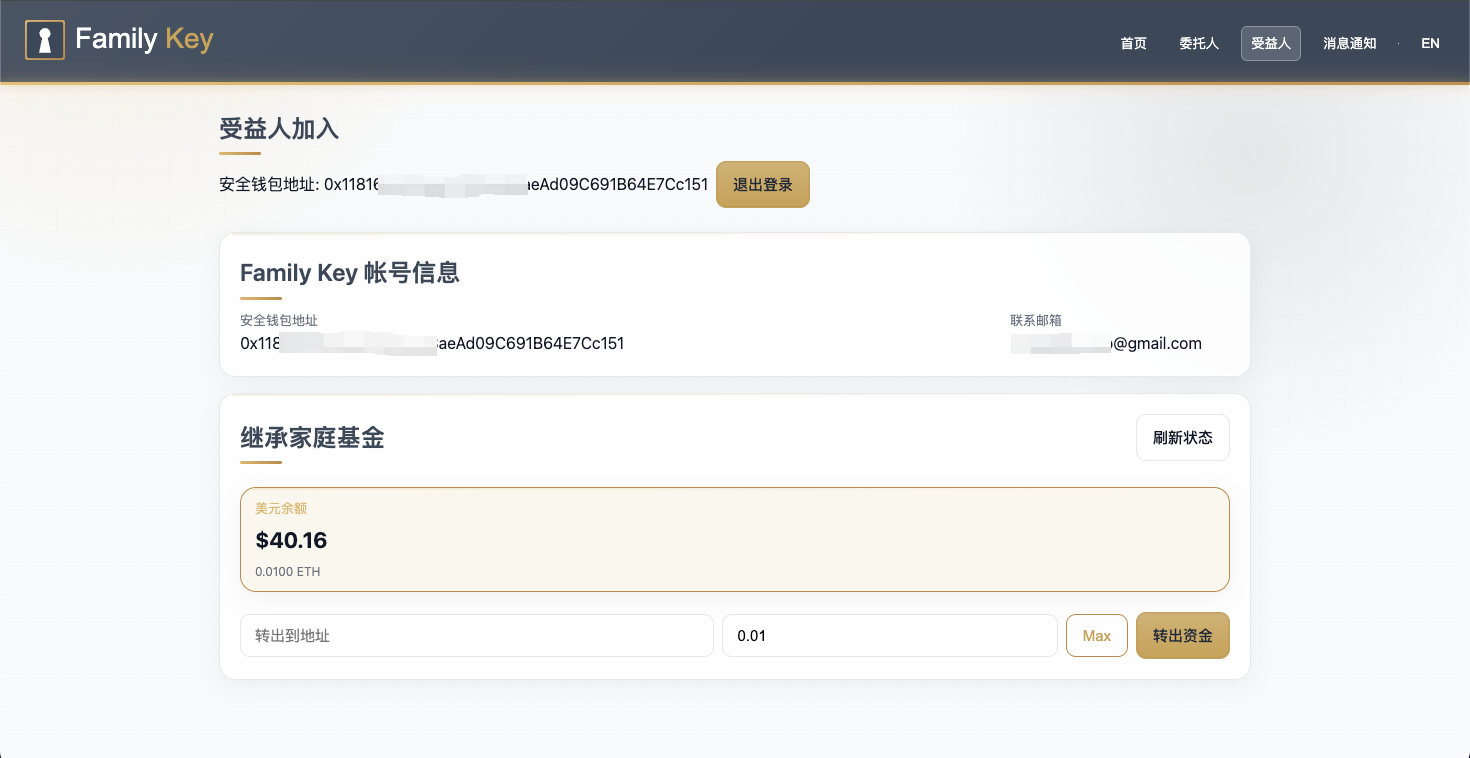 Family Key
首页 委托人 受益人 消息通知 · EN
受益人加入
安全钱包地址: 0x1181 aeAd09C691B64E7Cc151 退出登录
Family Key 帐号信息
安全钱包地址 联系邮箱
0x118 aeAd09C691B64E7Cc151 @gmail.com
继承家庭基金 刷新状态
美元余额
$40.16
0.0100 ETH
转出到地址 0.01 Max 转出资金